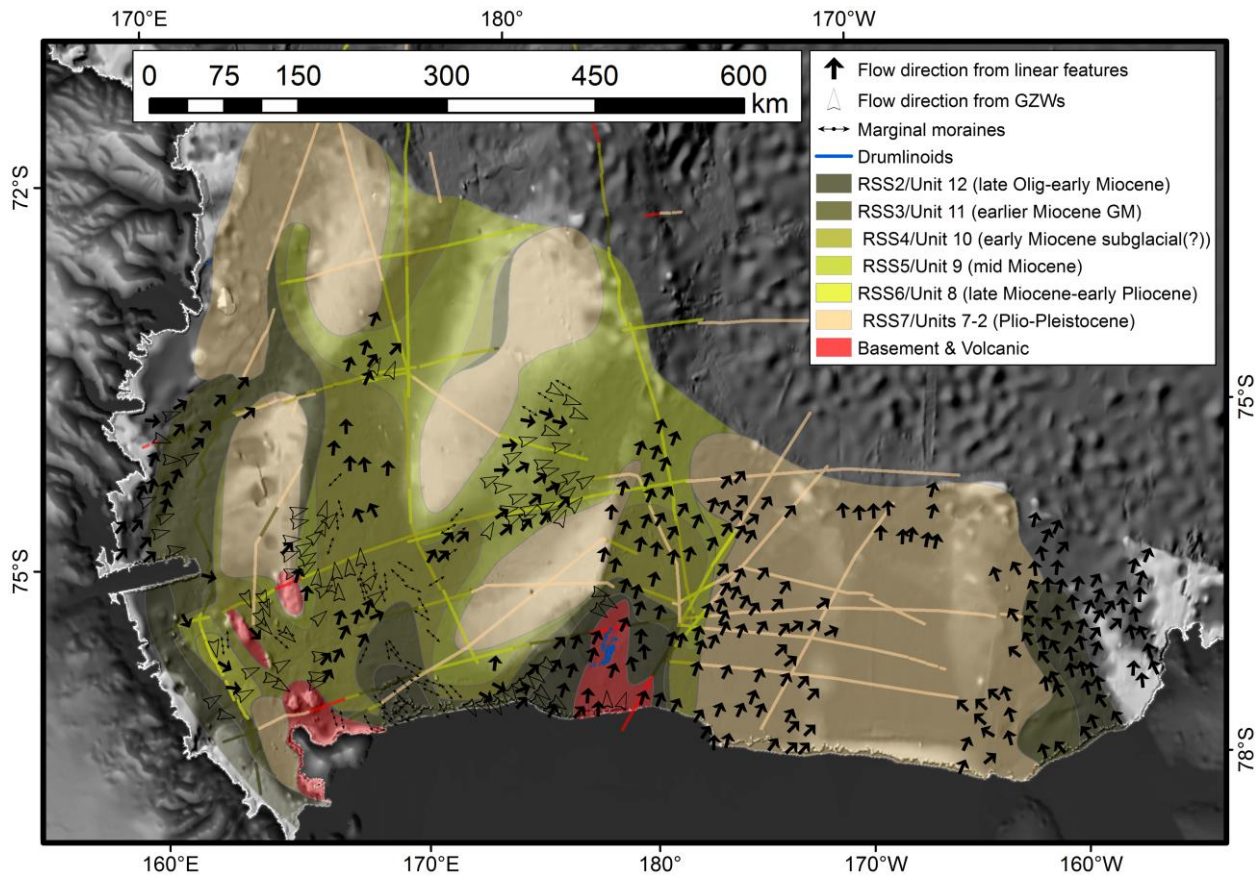 170°E 180° 170°W
0 75 150 300 450 600
km
Flow direction from linear features
Flow direction from GZWs
Marginal moraines
Drumlinoids
RSS2/Unit 12 (late Olig-early Miocene)
RSS3/Unit 11 (earlier Miocene GM)
RSS4/Unit 10 (early Miocene subglacial(?))
RSS5/Unit 9 (mid Miocene)
RSS6/Unit 8 (late Miocene-early Pliocene)
RSS7/Units 7-2 (Plio-Pleistocene)
Basement & Volcanic
72°S
75°S
75°S
78°S
160°E 170°E 180° 170°W 160°W